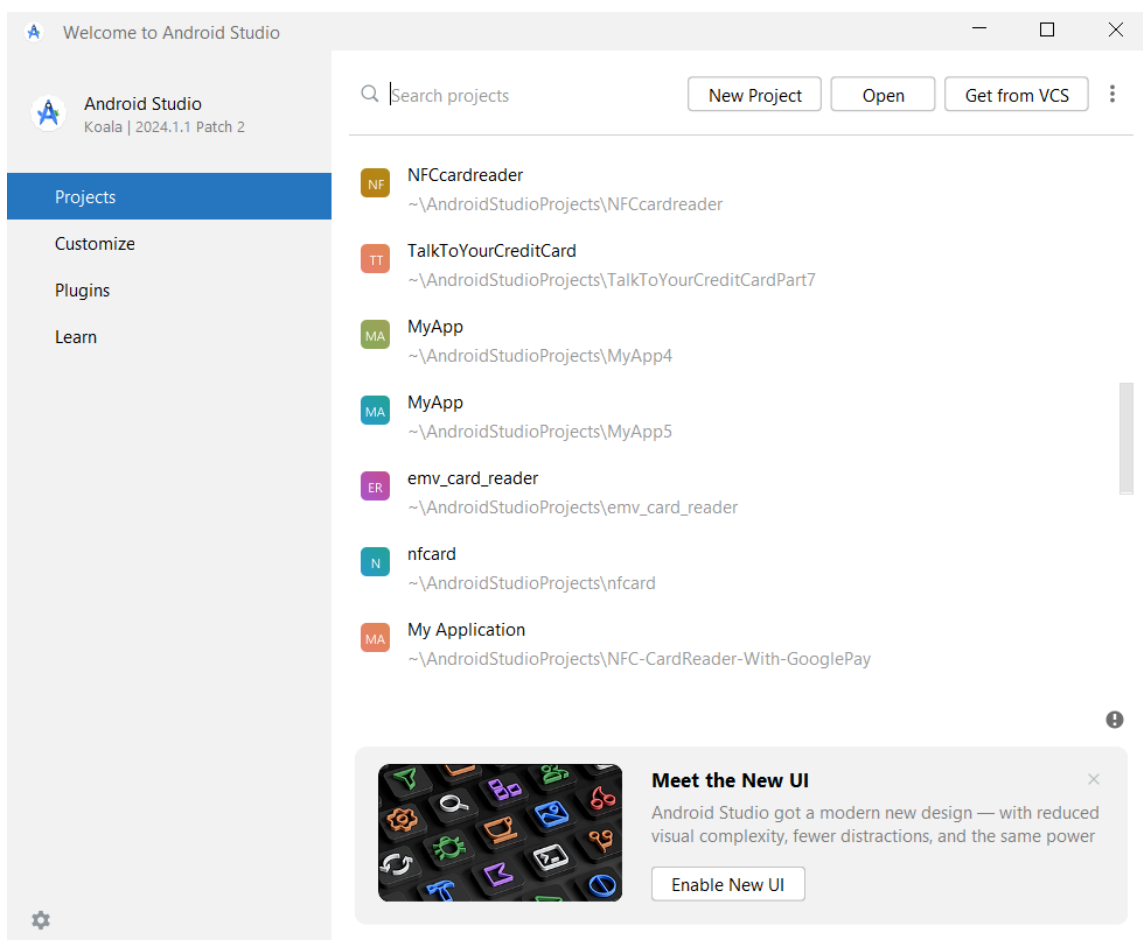 Welcome to Android Studio
Android Studio
Koala | 2024.1.1 Patch 2
Projects
Customize
Plugins
Learn
Search projects
New Project
Open
Get from VCS
NF
NFCcardreader
~\AndroidStudioProjects\NFCcardreader
TT
TalkToYourCreditCard
~\AndroidStudioProjects\TalkToYourCreditCardPart7
MA
MyApp
~\AndroidStudioProjects\MyApp4
MA
MyApp
~\AndroidStudioProjects\MyApp5
ER
emv_card_reader
~\AndroidStudioProjects\emv_card_reader
N
nfcard
~\AndroidStudioProjects\nfcard
MA
My Application
~\AndroidStudioProjects\NFC-CardReader-With-GooglePay
Meet the New UI
Android Studio got a modern new design — with reduced
visual complexity, fewer distractions, and the same power
Enable New UI